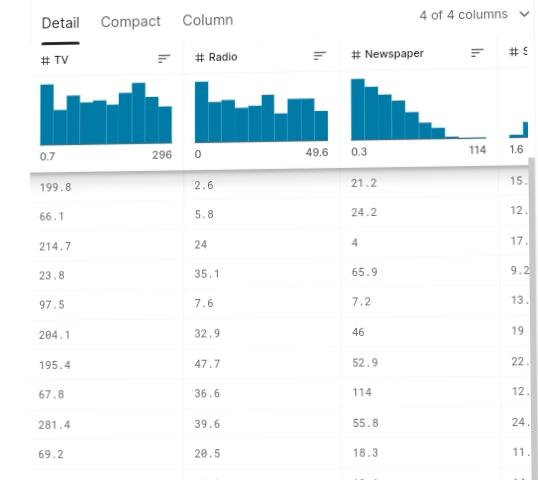 Detail Compact Column 4 of 4 columns
# TV # Radio # Newspaper # S
0.7 296 0 49.6 0.3 114 1.6
199.8 2.6 21.2 15.
66.1 5.8 24.2 12.
214.7 24 4 17.
23.8 35.1 65.9 9.2
97.5 7.6 7.2 13.
204.1 32.9 46 19
195.4 47.7 52.9 22.
67.8 36.6 114 12.
281.4 39.6 55.8 24.
69.2 20.5 18.3 11.